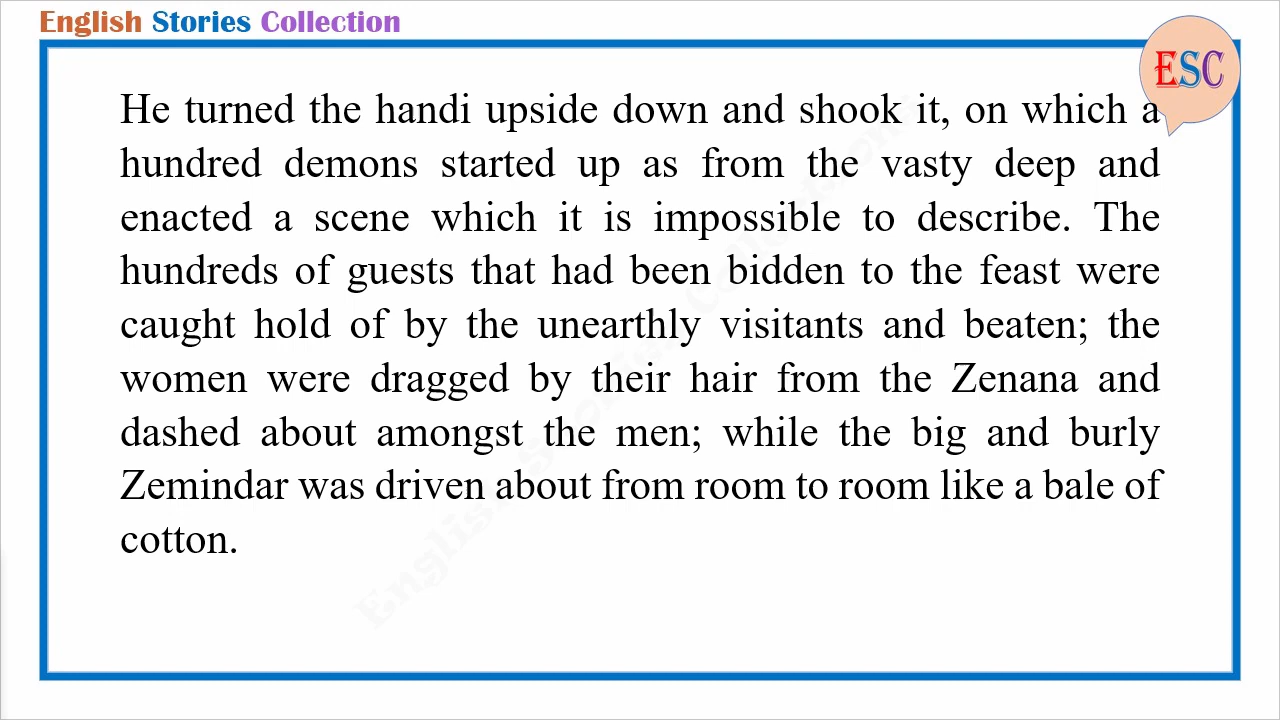 English Stories Collection
ESC
He turned the handi upside down and shook it, on which a
hundred demons started up as from the vasty deep and
enacted a scene which it is impossible to describe. The
hundreds of guests that had been bidden to the feast were
caught hold of by the unearthly visitants and beaten; the
women were dragged by their hair from the Zenana and
dashed about amongst the men; while the big and burly
Zemindar was driven about from room to room like a bale of
cotton.